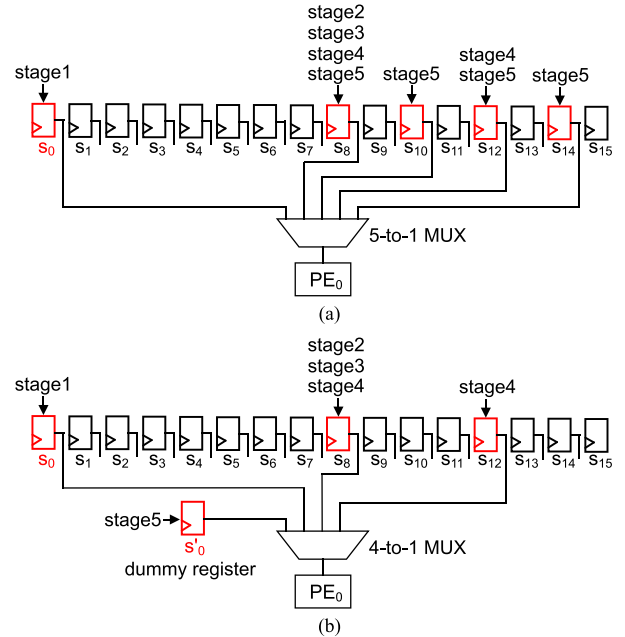 stage2
stage3
stage4
stage5
stage1
stage5
stage4
stage5
stage5
s₀ s₁ s₂ s₃ s₄ s₅ s₆ s₇ s₈ s₉ s₁₀ s₁₁ s₁₂ s₁₃ s₁₄ s₁₅
5-to-1 MUX
PE₀
(a)
stage2
stage3
stage4
stage1
stage4
s₀ s₁ s₂ s₃ s₄ s₅ s₆ s₇ s₈ s₉ s₁₀ s₁₁ s₁₂ s₁₃ s₁₄ s₁₅
stage5
s'₀
dummy register
4-to-1 MUX
PE₀
(b)